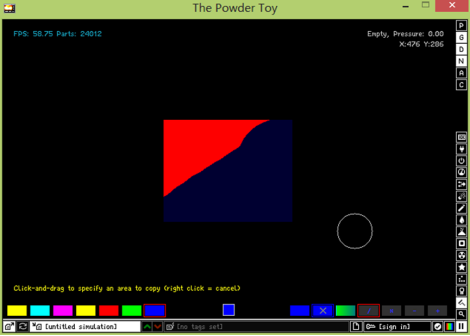 The Powder Toy
FPS: 58.75 Parts: 24012
Empty, Pressure: 0.00
X:476 Y:286
P
G
D
N
A
C
Click-and-drag to specify an area to copy (right click = cancel)
[untitled simulation]
[no tags set]
[sign in]